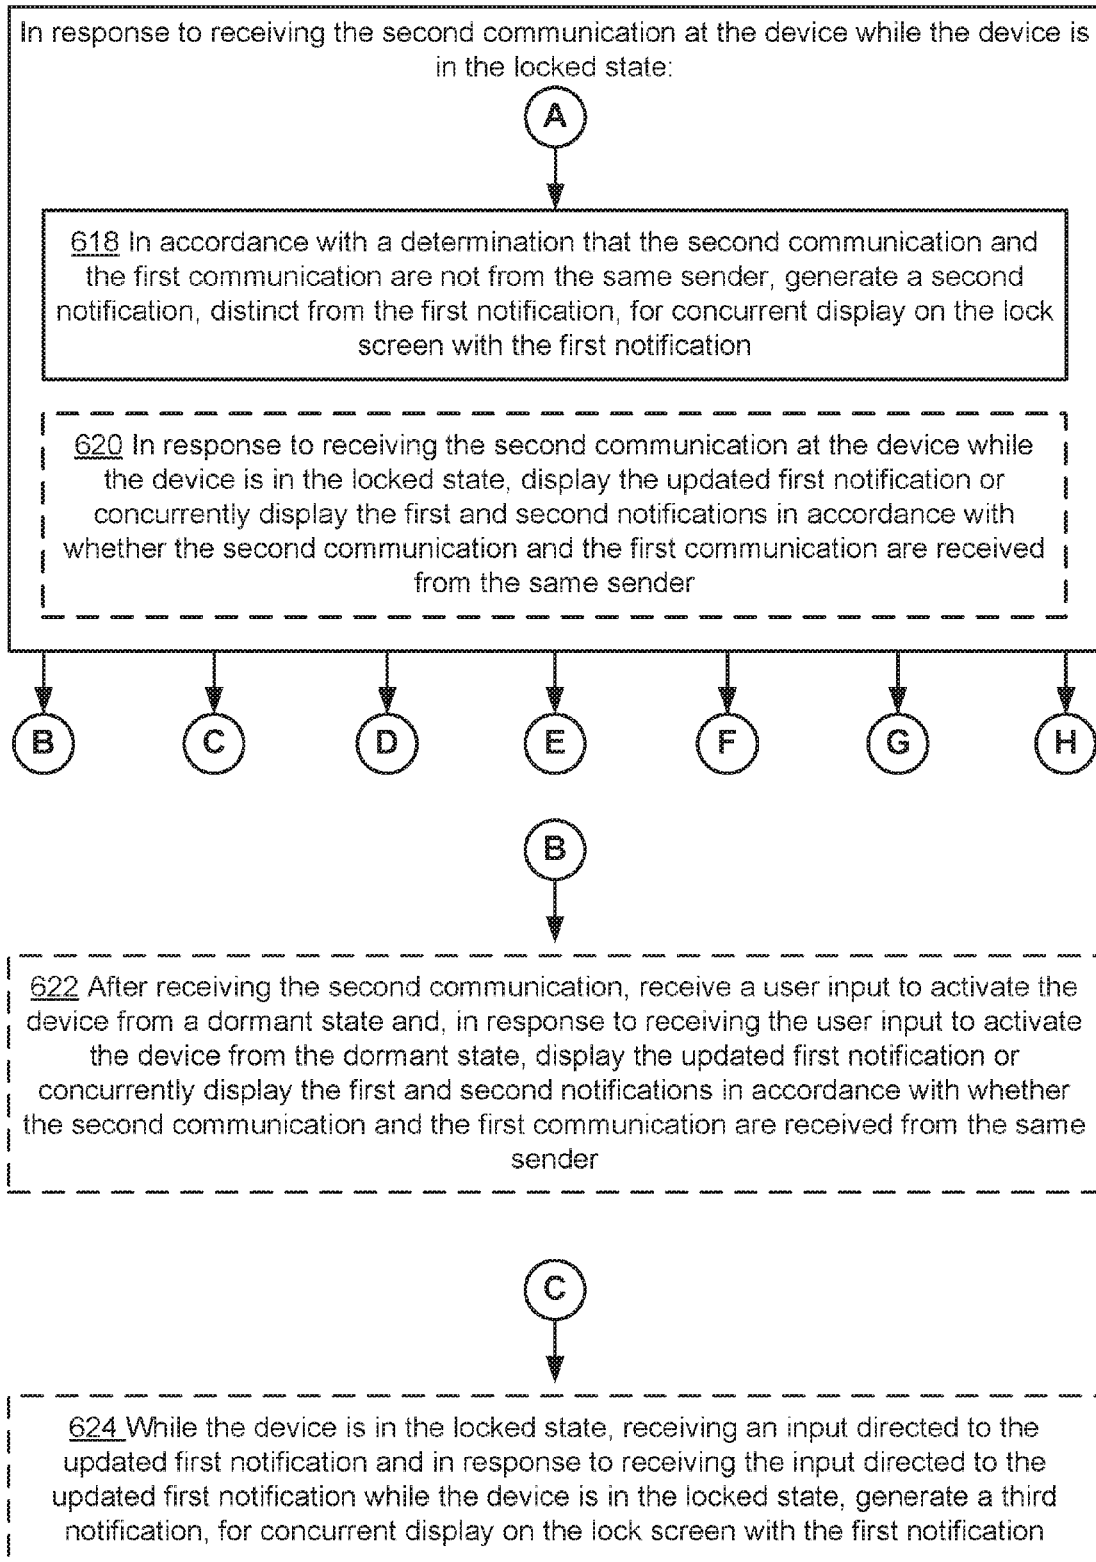 In response to receiving the second communication at the device while the device is
in the locked state:
A
618 In accordance with a determination that the second communication and
the first communication are not from the same sender, generate a second
notification, distinct from the first notification, for concurrent display on the lock
screen with the first notification
620 In response to receiving the second communication at the device while
the device is in the locked state, display the updated first notification or
concurrently display the first and second notifications in accordance with
whether the second communication and the first communication are received
from the same sender
B C D E F G H
B
622 After receiving the second communication, receive a user input to activate the
device from a dormant state and, in response to receiving the user input to activate
the device from the dormant state, display the updated first notification or
concurrently display the first and second notifications in accordance with whether
the second communication and the first communication are received from the same
sender
C
624 While the device is in the locked state, receiving an input directed to the
updated first notification and in response to receiving the input directed to the
updated first notification while the device is in the locked state, generate a third
notification, for concurrent display on the lock screen with the first notification